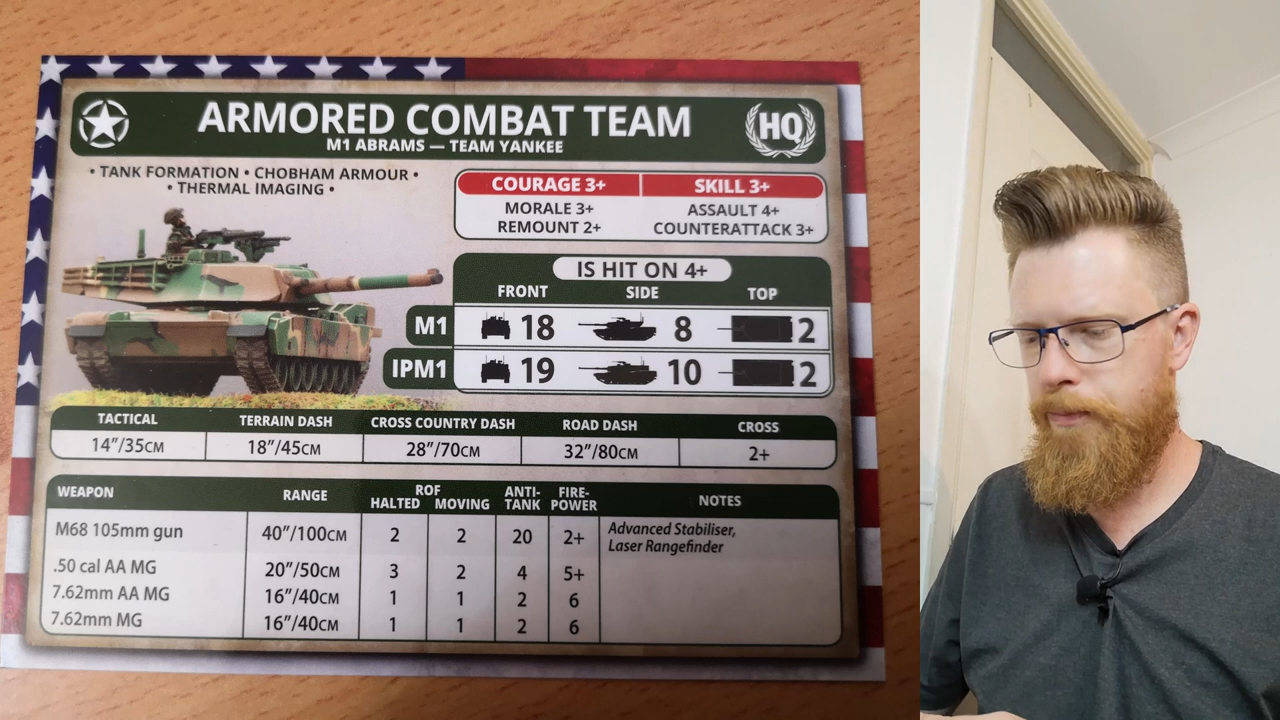 ARMORED COMBAT TEAM
M1 ABRAMS — TEAM YANKEE
HQ
• TANK FORMATION • CHOBHAM ARMOUR •
• THERMAL IMAGING •
COURAGE 3+ SKILL 3+
MORALE 3+ ASSAULT 4+
REMOUNT 2+ COUNTERATTACK 3+
IS HIT ON 4+
FRONT SIDE TOP
M1 18 8 2
IPM1 19 10 2
TACTICAL TERRAIN DASH CROSS COUNTRY DASH ROAD DASH CROSS
14”/35CM 18”/45CM 28”/70CM 32”/80CM 2+
WEAPON RANGE ROF HALTED MOVING ANTI-TANK FIRE-POWER NOTES
M68 105mm gun 40”/100CM 2 2 20 2+ Advanced Stabiliser,
Laser Rangefinder
.50 cal AA MG 20”/50CM 3 2 4 5+
7.62mm AA MG 16”/40CM 1 1 2 6
7.62mm MG 16”/40CM 1 1 2 6